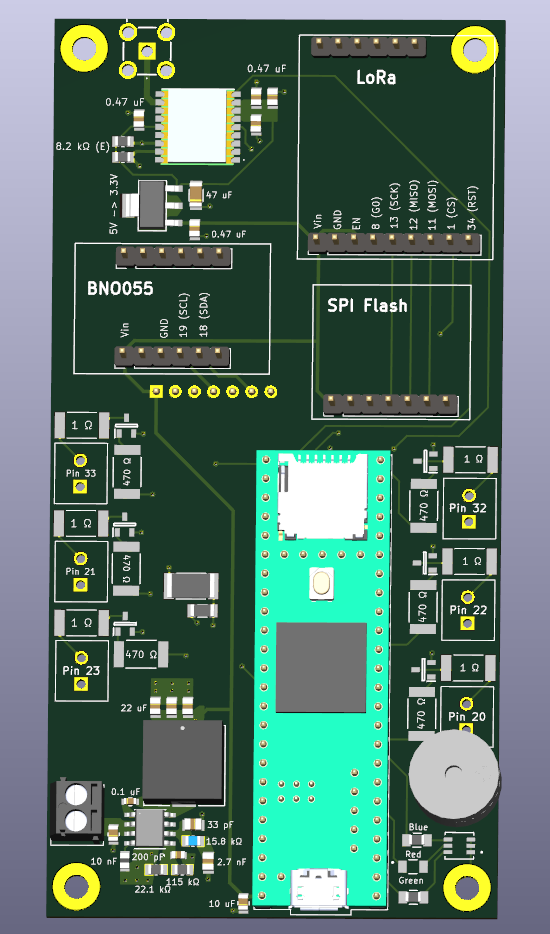 0.47 uF
LoRa
0.47 uF
8.2 kΩ (E)
5V -> 3.3V
47 uF
0.47 uF
Vin
GND
EN
8 (G0)
13 (SCK)
12 (MISO)
11 (MOSI)
1 (CS)
34 (RST)
BNO055
Vin
GND
19 (SCL)
18 (SDA)
SPI Flash
1 Ω
Pin 33
470 Ω
1 Ω
470 Ω
Pin 32
1 Ω
Pin 21
470 Ω
1 Ω
470 Ω
Pin 22
1 Ω
Pin 23
470 Ω
1 Ω
470 Ω
Pin 20
22 uF
0.1 uF
33 pF
15.8 kΩ
10 nF
200 pF
2.7 nF
22.1 kΩ
115 kΩ
10 uF
Blue
Red
Green